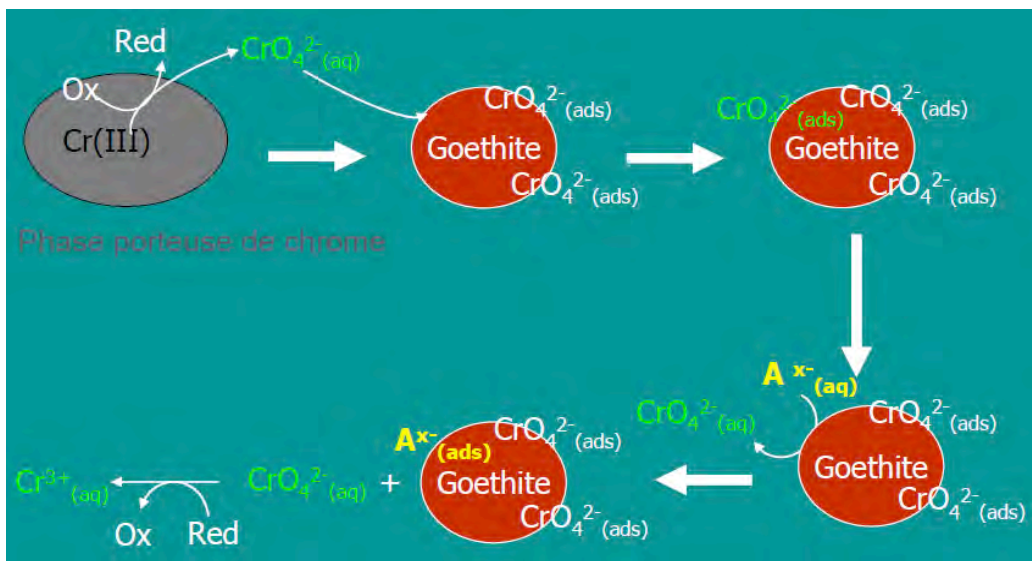 Red
CrO₄²⁻(aq)
Ox
Cr(III)
Phase porteuse de chrome
CrO₄²⁻(ads)
Goethite
CrO₄²⁻(ads)
CrO₄²⁻(ads)
CrO₄²⁻(ads)
Goethite
CrO₄²⁻(ads)
A ˣ⁻(aq)
CrO₄²⁻(aq)
CrO₄²⁻(ads)
Goethite
CrO₄²⁻(ads)
Aˣ⁻(ads)
CrO₄²⁻(ads)
Goethite
CrO₄²⁻(ads)
Cr³⁺(aq)
Ox
Red
CrO₄²⁻(aq) +